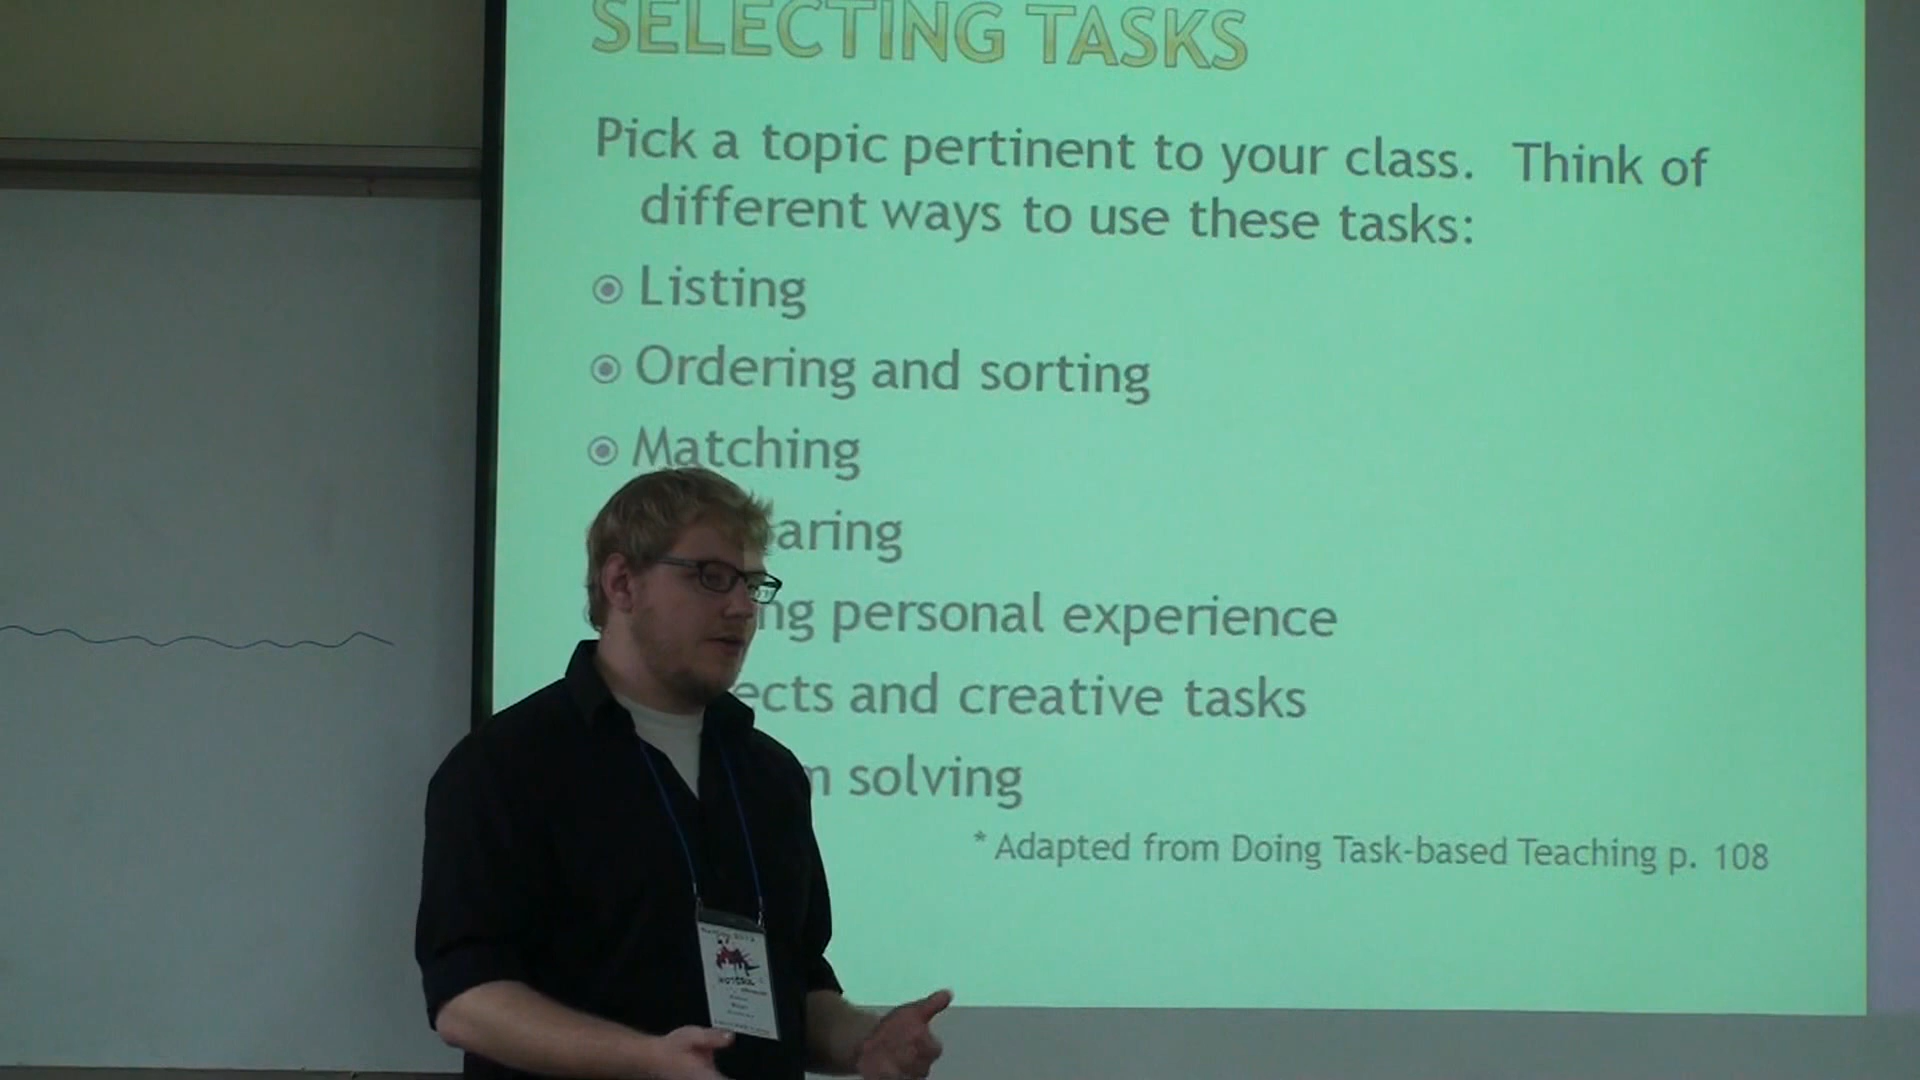 SELECTING TASKS
Pick a topic pertinent to your class. Think of
different ways to use these tasks:
Listing
Ordering and sorting
Matching
aring
ng personal experience
ects and creative tasks
solving
* Adapted from Doing Task-based Teaching p. 108